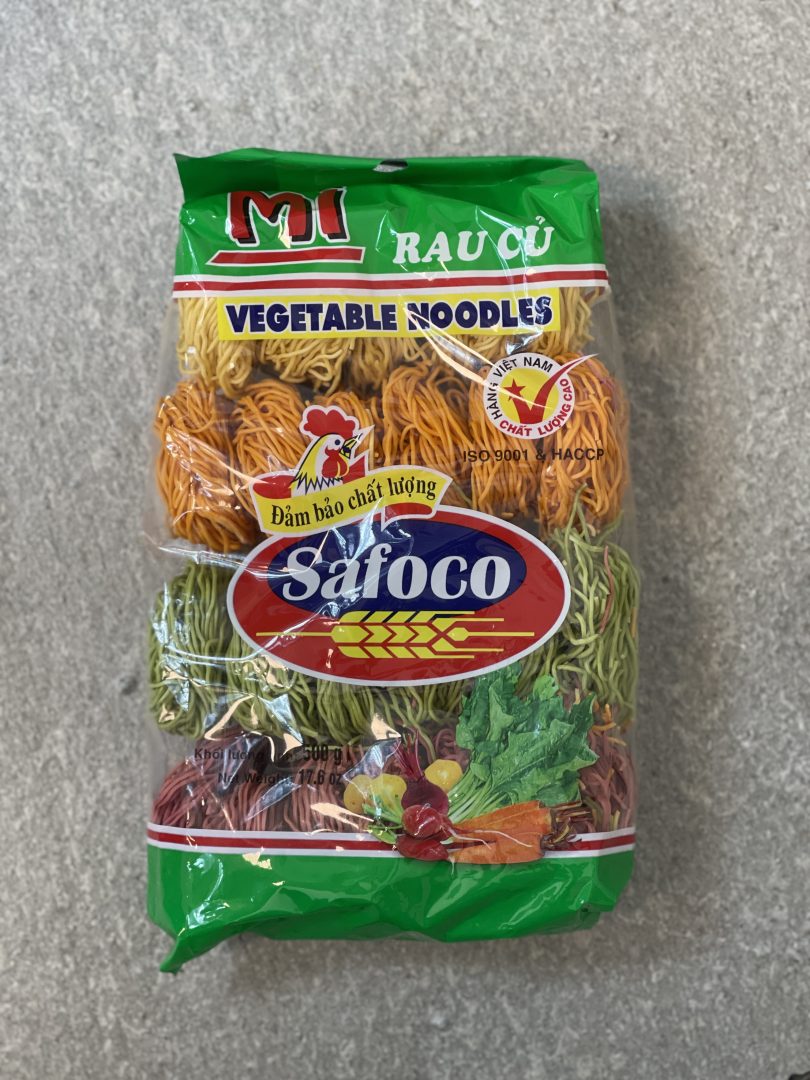 MÌ
RAU CỦ
VEGETABLE NOODLES
HÀNG VIỆT NAM
CHẤT LƯỢNG CAO
ISO 9001 & HACCP
Đảm bảo chất lượng
Safoco
Khối lượng 500 g
Net Weight: 17.6 oz